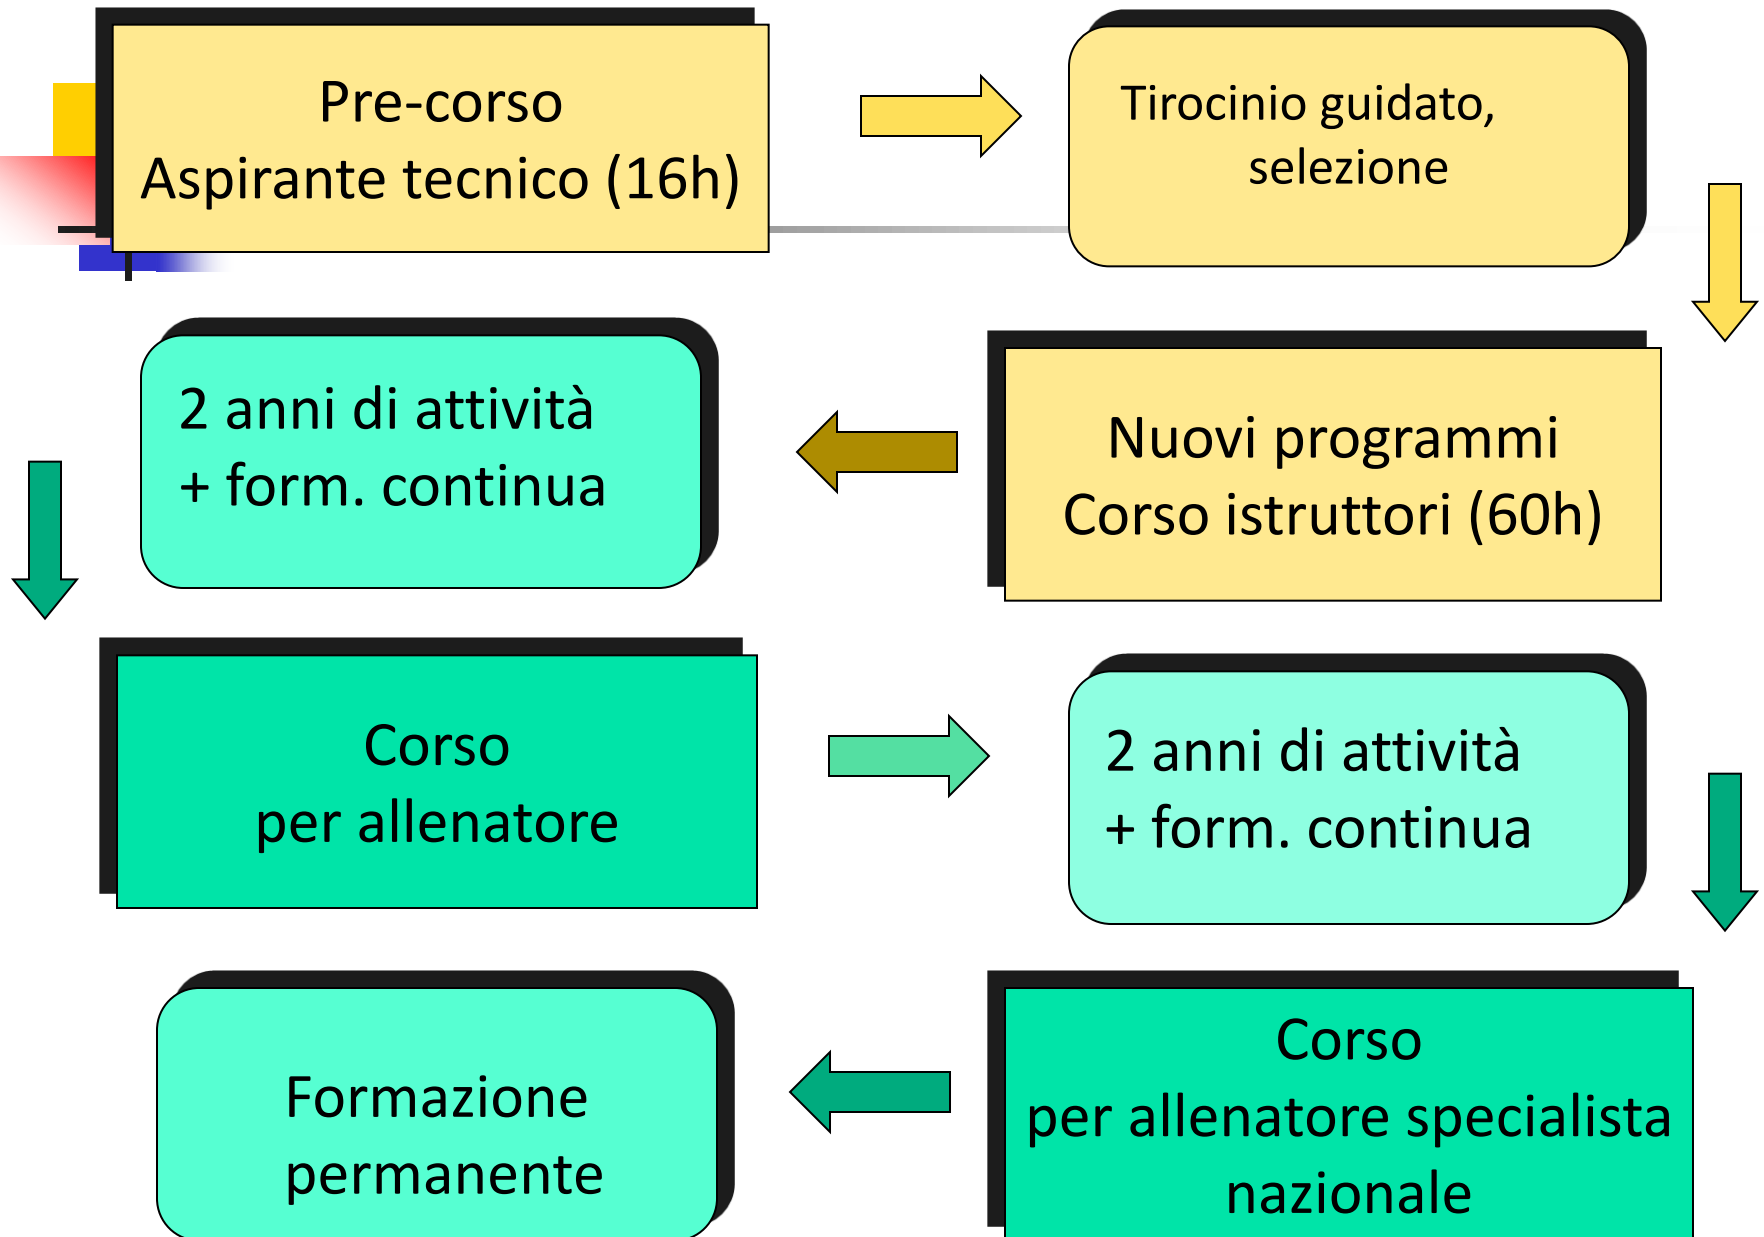 Pre-corso
Aspirante tecnico (16h)
Tirocinio guidato,
selezione
2 anni di attività
+ form. continua
Nuovi programmi
Corso istruttori (60h)
Corso
per allenatore
2 anni di attività
+ form. continua
Formazione
permanente
Corso
per allenatore specialista
nazionale